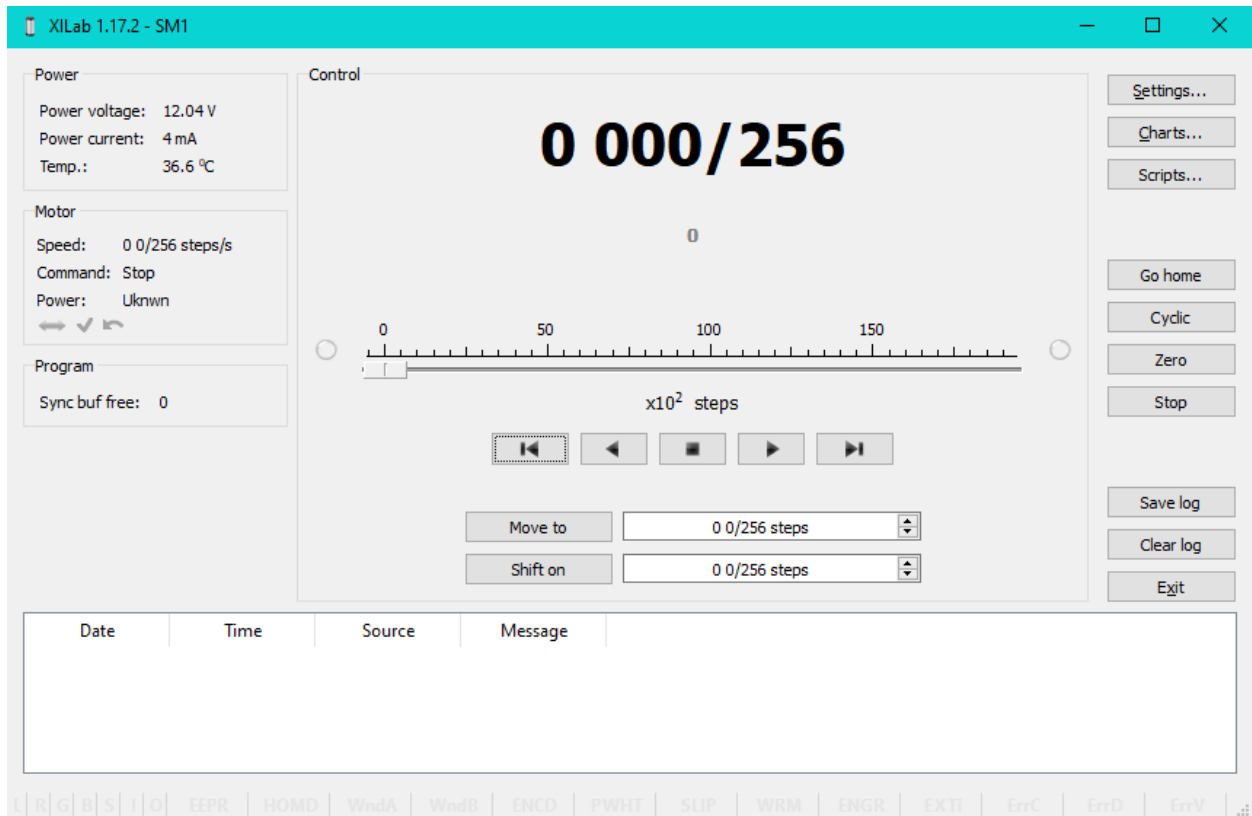 XILab 1.17.2 - SM1
Power
Power voltage: 12.04 V
Power current: 4 mA
Temp.: 36.6 ⁰C
Motor
Speed: 0 0/256 steps/s
Command: Stop
Power: Uknwn
Program
Sync buf free: 0
Control
0 000/256
0
0 50 100 150
x10² steps
Move to 0 0/256 steps
Shift on 0 0/256 steps
Settings...
Charts...
Scripts...
Go home
Cyclic
Zero
Stop
Save log
Clear log
Exit
Date Time Source Message
L R G B S I O EEPR HOMD WndA WndB ENCD PWHT SLIP WRM ENGR EXTI ErrC ErrD ErrV